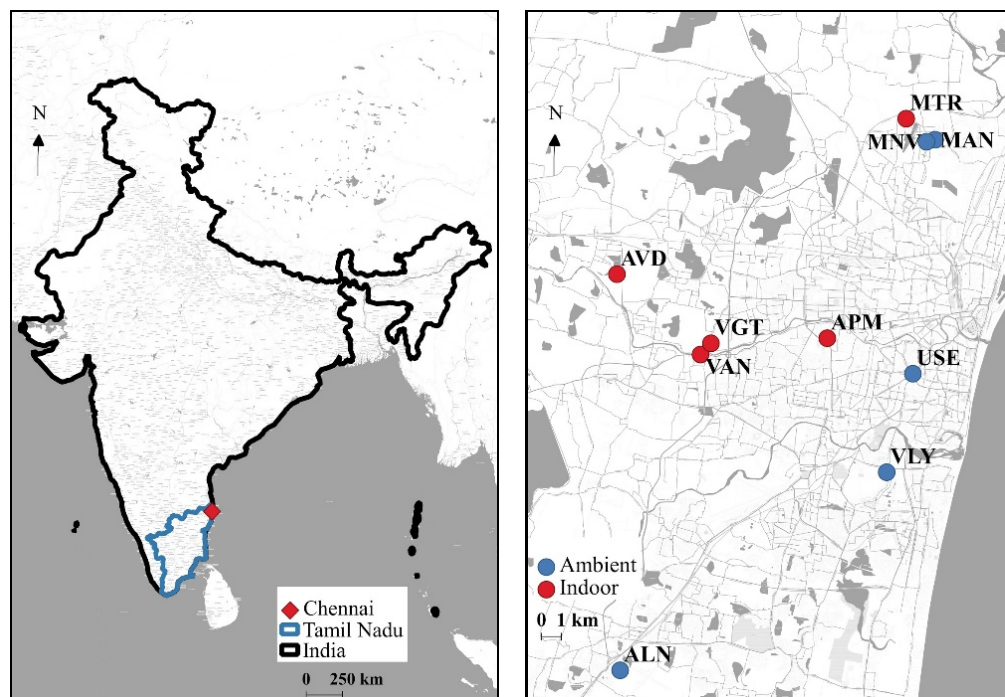 N
Chennai
Tamil Nadu
India
0 250 km
N
MTR
MNV MAN
AVD
VGT
APM
VAN
USE
VLY
Ambient
Indoor
0 1 km
ALN